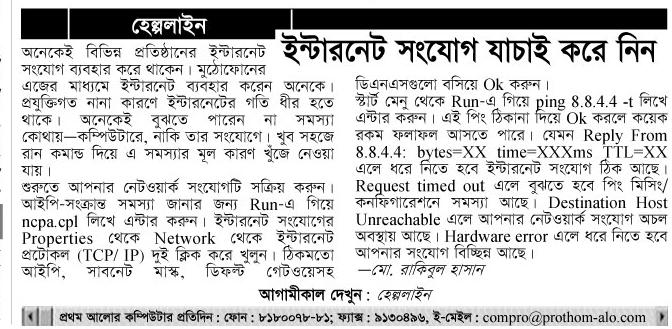 হেল্পলাইন
ইন্টারনেট সংযোগ যাচাই করে নিন
অনেকেই বিভিন্ন প্রতিষ্ঠানের ইন্টারনেট
সংযোগ ব্যবহার করে থাকেন। মুঠোফোনের
এজের মাধ্যমে ইন্টারনেট ব্যবহার করেন অনেকে।
প্রযুক্তিগত নানা কারণে ইন্টারনেটের গতি ধীর হতে
থাকে। অনেকেই বুঝতে পারেন না সমস্যা
কোথায়—কম্পিউটারে, নাকি তার সংযোগে। খুব সহজে
রান কমান্ড দিয়ে এ সমস্যার মূল কারণ খুঁজে নেওয়া
যায়।
শুরুতে আপনার নেটওয়ার্ক সংযোগটি সক্রিয় করুন।
আইপি-সংক্রান্ত সমস্যা জানার জন্য Run-এ গিয়ে
ncpa.cpl লিখে এন্টার করুন। ইন্টারনেট সংযোগের
Properties থেকে Network থেকে ইন্টারনেট
প্রটোকল (TCP/ IP) দুই ক্লিক করে খুলুন। ঠিকমতো
আইপি, সাবনেট মাস্ক, ডিফল্ট গেটওয়েসহ
ডিএনএসগুলো বসিয়ে Ok করুন।
স্টার্ট মেনু থেকে Run-এ গিয়ে ping 8.8.4.4 -t লিখে
এন্টার করুন। এই পিং ঠিকানা দিয়ে Ok করলে কয়েক
রকম ফলাফল আসতে পারে। যেমন Reply From
8.8.4.4: bytes=XX time=XXXms TTL=XX
এলে ধরে নিতে হবে ইন্টারনেট সংযোগ ঠিক আছে।
Request timed out এলে বুঝতে হবে পিং মিসিং/
কনফিগারেশনে সমস্যা আছে। Destination Host
Unreachable এলে আপনার নেটওয়ার্ক সংযোগ অচল
অবস্থায় আছে। Hardware error এলে ধরে নিতে হবে
আপনার সংযোগ বিচ্ছিন্ন আছে।
—মো. রাকিবুল হাসান
আগামীকাল দেখুন : হেল্পলাইন
প্রথম আলোর কম্পিউটার প্রতিদিন : ফোন : ৮১৮০০৭৮-৮১; ফ্যাক্স : ৯১৩০৪৯৬, ই-মেইল : compro@prothom-alo.com